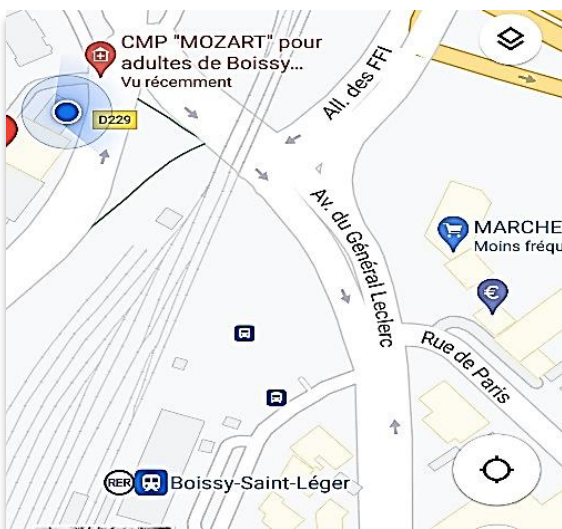 CMP "MOZART" pour
adultes de Boissy...
Vu récemment
D229
All. des FFI
Av. du Général Leclerc
MARCHE
Moins fréqu
€
Rue de Paris
RER
Boissy-Saint-Léger